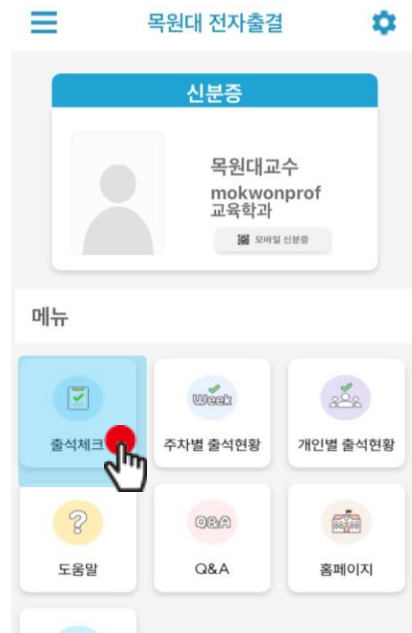 목원대 전자출결
신분증
목원대교수
mokwonprof
교육학과
모바일 신분증
메뉴
Week
출석체크
주차별 출석현황
개인별 출석현황
Q&A
도움말
Q&A
홈페이지